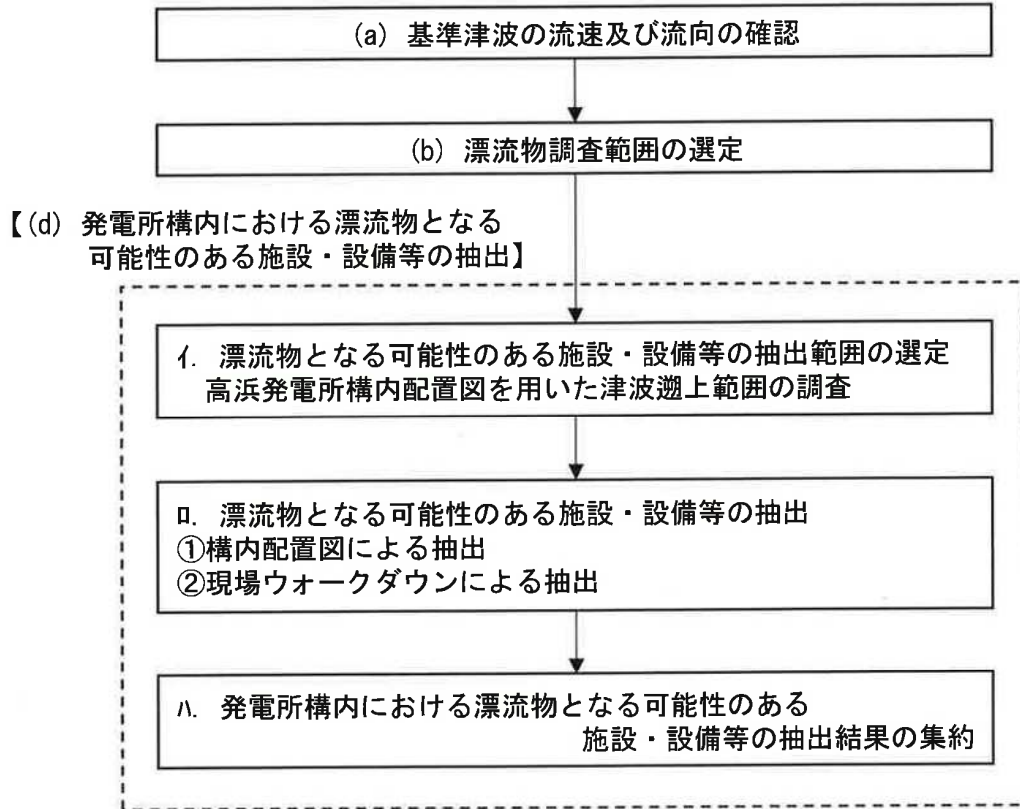 (a) 基準津波の流速及び流向の確認
(b) 漂流物調査範囲の選定
【(d) 発電所構内における漂流物となる
可能性のある施設・設備等の抽出】
イ. 漂流物となる可能性のある施設・設備等の抽出範囲の選定
高浜発電所構内配置図を用いた津波遡上範囲の調査
ロ. 漂流物となる可能性のある施設・設備等の抽出
①構内配置図による抽出
②現場ウォークダウンによる抽出
ハ. 発電所構内における漂流物となる可能性のある
施設・設備等の抽出結果の集約